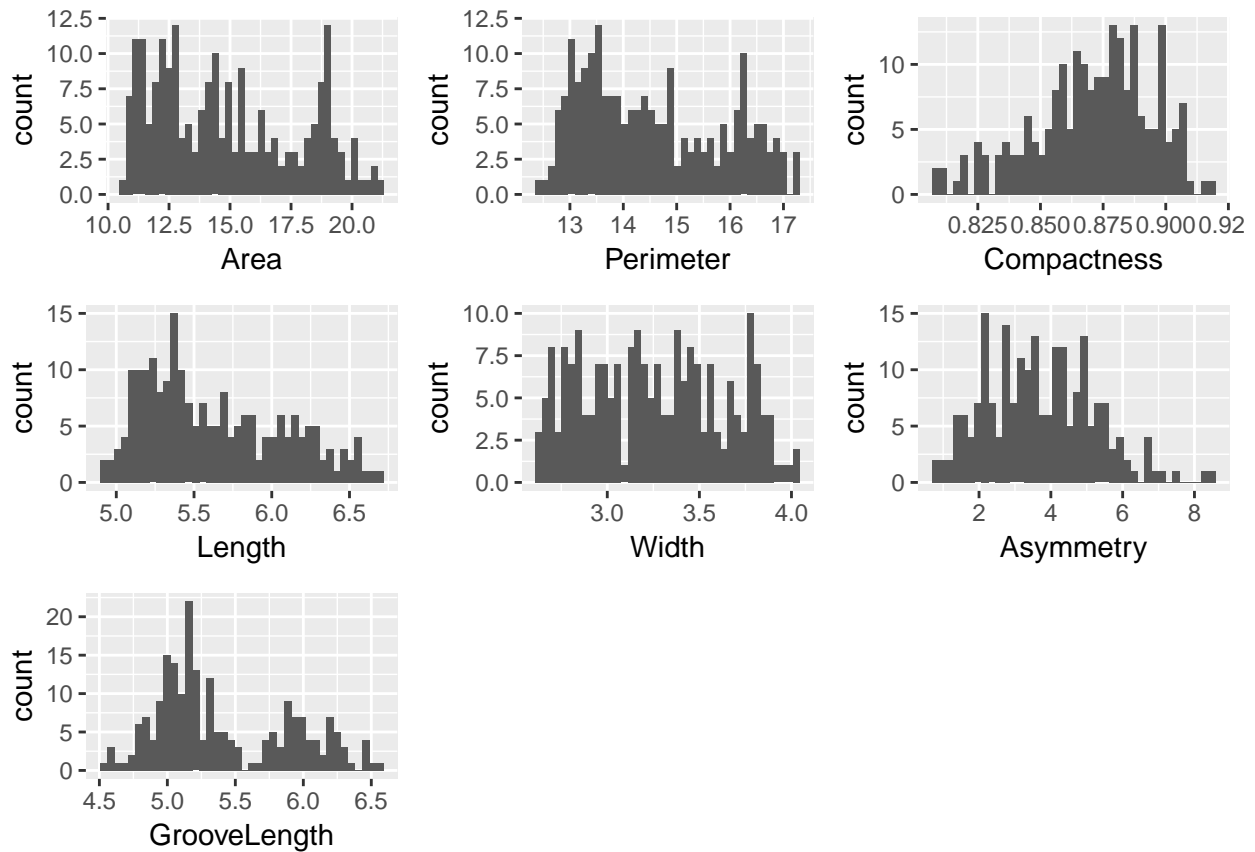 12.5
10.0
7.5
5.0
2.5
0.0
count
10.0 12.5 15.0 17.5 20.0
Area
12.5
10.0
7.5
5.0
2.5
0.0
count
13 14 15 16 17
Perimeter
10
5
0
count
0.825 0.850 0.875 0.900 0.92
Compactness
15
10
5
0
count
5.0 5.5 6.0 6.5
Length
10.0
7.5
5.0
2.5
0.0
count
3.0 3.5 4.0
Width
15
10
5
0
count
2 4 6 8
Asymmetry
20
15
10
5
0
count
4.5 5.0 5.5 6.0 6.5
GrooveLength